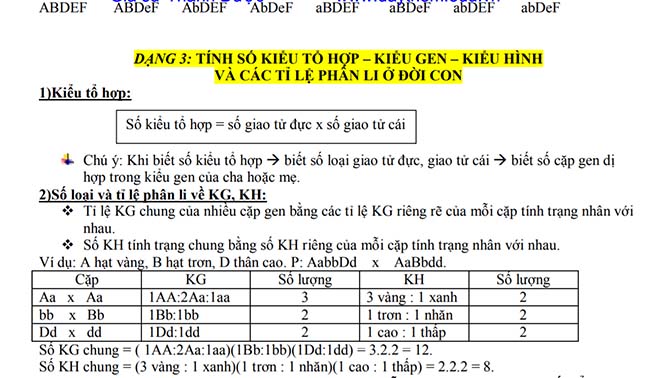 ABDEF ABDeF AbDEF AbDeF aBDEF aBDeF abDEF abDeF
DẠNG 3: TÍNH SỐ KIỂU TỔ HỢP – KIỂU GEN – KIỂU HÌNH
VÀ CÁC TỈ LỆ PHÂN LI Ở ĐỜI CON
1)Kiểu tổ hợp:
Số kiểu tổ hợp = số giao tử đực x số giao tử cái
Chú ý: Khi biết số kiểu tổ hợp → biết số loại giao tử đực, giao tử cái → biết số cặp gen dị
hợp trong kiểu gen của cha hoặc mẹ.
2)Số loại và tỉ lệ phân li về KG, KH:
❖ Tỉ lệ KG chung của nhiều cặp gen bằng các tỉ lệ KG riêng rẽ của mỗi cặp tính trạng nhân với
nhau.
❖ Số KH tính trạng chung bằng số KH riêng của mỗi cặp tính trạng nhân với nhau.
Ví dụ: A hạt vàng, B hạt trơn, D thân cao. P: AabbDd x AaBbdd.
Cặp KG Số lượng KH Số lượng
Aa x Aa 1AA:2Aa:1aa 3 3 vàng : 1 xanh 2
bb x Bb 1Bb:1bb 2 1 trơn : 1 nhăn 2
Dd x dd 1Dd:1dd 2 1 cao : 1 thấp 2
Số KG chung = ( 1AA:2Aa:1aa)(1Bb:1bb)(1Dd:1dd) = 3.2.2 = 12.
Số KH chung = (3 vàng : 1 xanh)(1 trơn : 1 nhăn)(1 cao : 1 thấp) = 2.2.2 = 8.